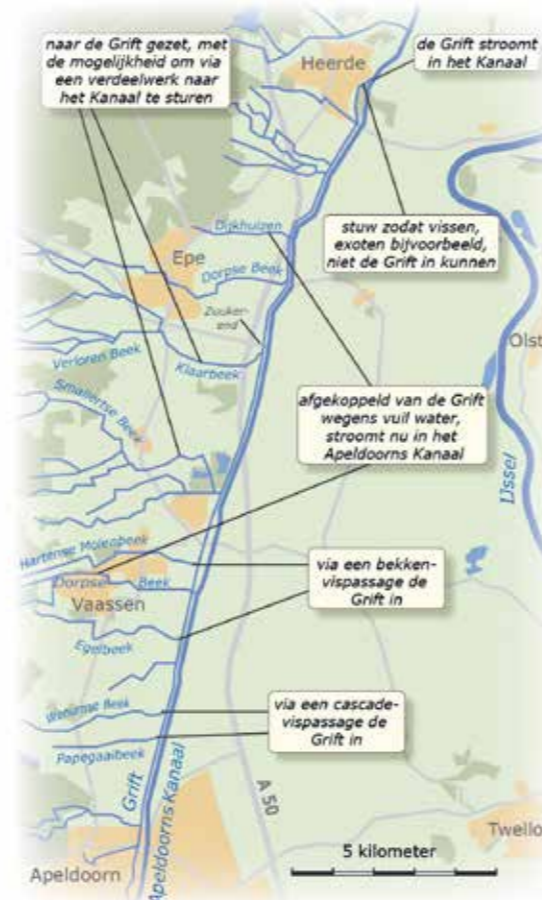 naar de Grift gezet, met
de mogelijkheid om via
een verdeelwerk naar
het Kanaal te sturen
de Grift stroomt
in het Kanaal
Heerde
stuw zodat vissen,
exoten bijvoorbeeld,
niet de Grift in kunnen
Dijkhuizen
Epe
Dorpse Beek
Zuuker-
end
Olst
Verloren Beek
Klaarbeek
Smallertse Beek
afgekoppeld van de Grift
wegens vuil water,
stroomt nu in het
Apeldoorns Kanaal
IJssel
Hartense Molenbeek
via een bekken-
vispassage de
Grift in
Dorpse Beek
Vaassen
Egelbeek
Wenumse Beek
via een cascade-
vispassage de
Grift in
Papegaaibeek
Grift
Apeldoorns Kanaal
A 50
Twello
5 kilometer
Apeldoorn